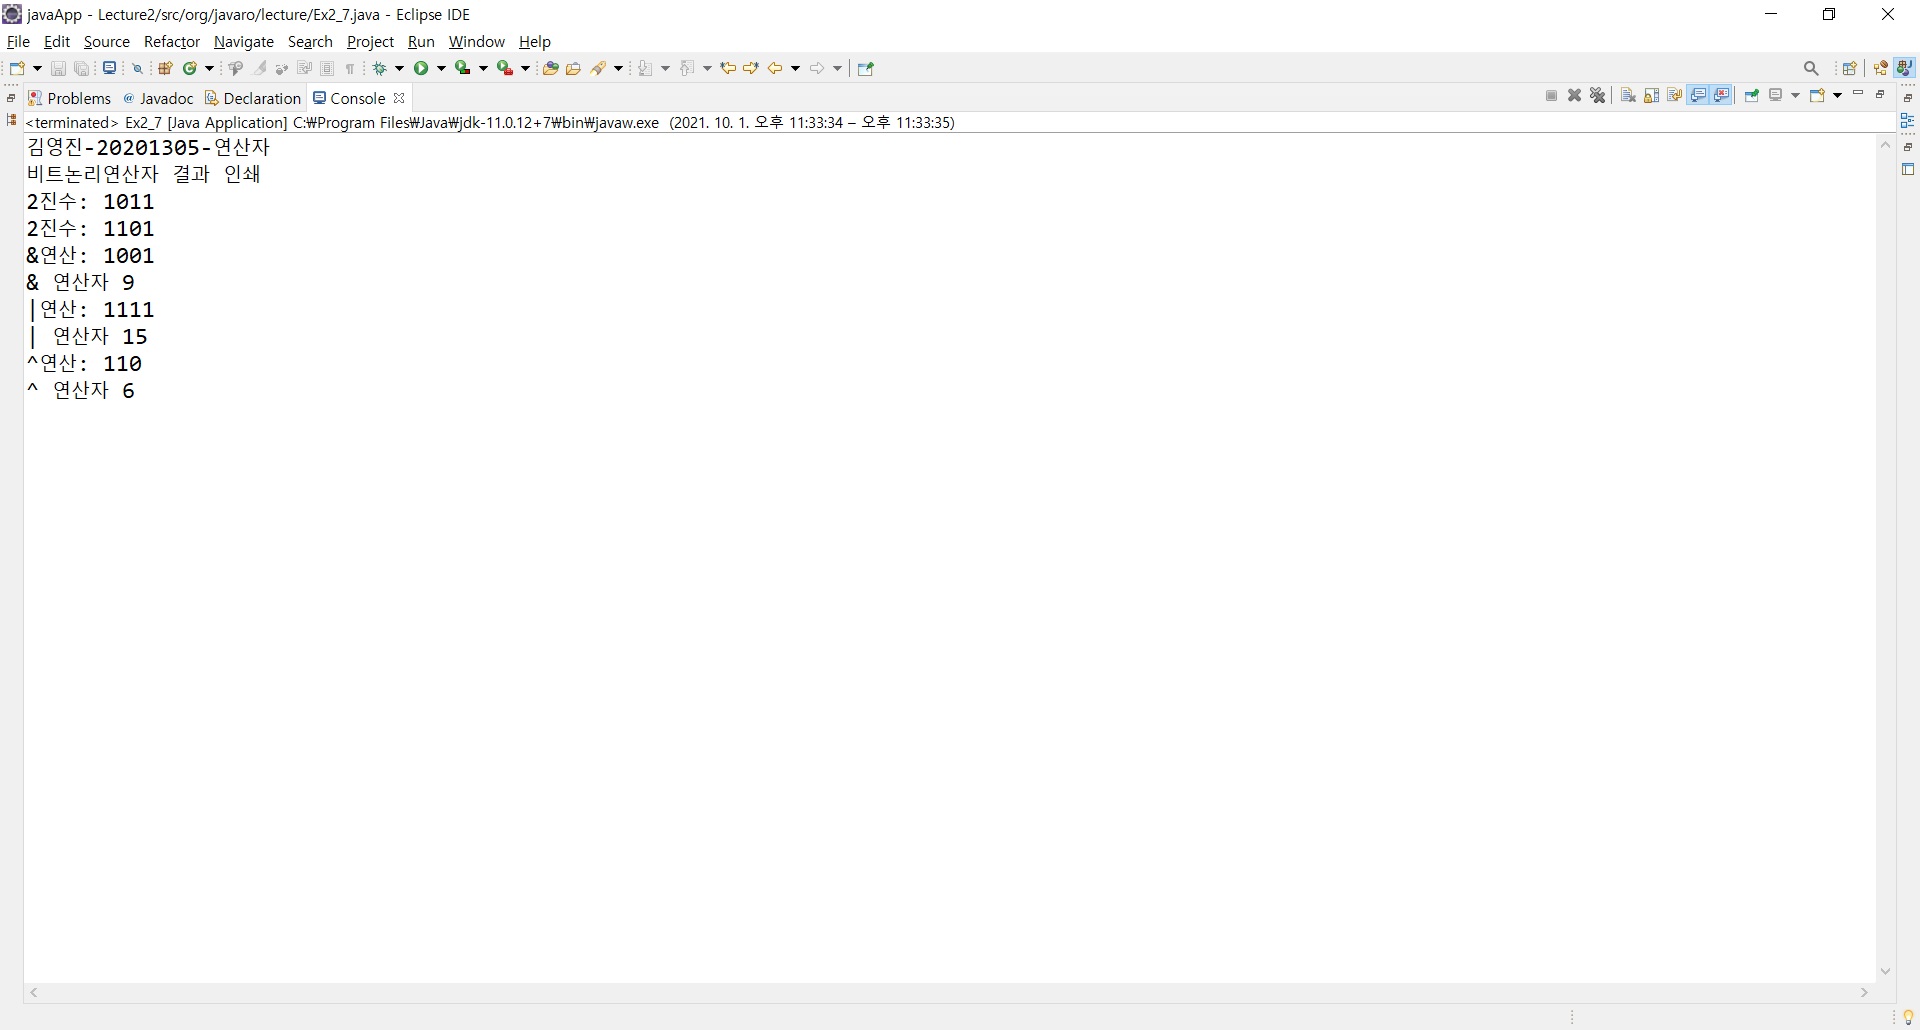 javaApp - Lecture2/src/org/javaro/lecture/Ex2_7.java - Eclipse IDE
File Edit Source Refactor Navigate Search Project Run Window Help
Problems @ Javadoc Declaration Console
<terminated> Ex2_7 [Java Application] C:₩Program Files₩Java₩jdk-11.0.12+7₩bin₩javaw.exe (2021. 10. 1. 오후 11:33:34 – 오후 11:33:35)
김영진-20201305-연산자
비트논리연산자 결과 인쇄
2진수: 1011
2진수: 1101
&연산: 1001
& 연산자 9
|연산: 1111
| 연산자 15
^연산: 110
^ 연산자 6